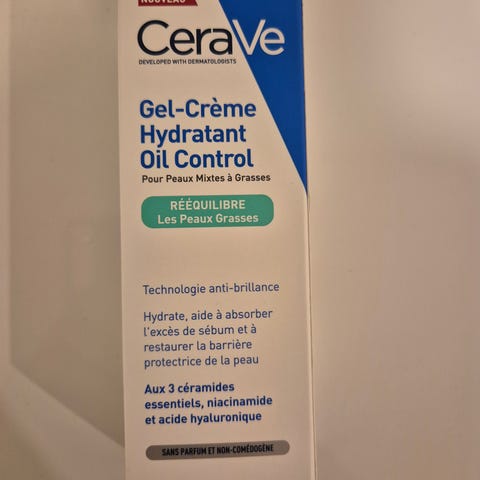 NOUVEAU
CeraVe
DEVELOPED WITH DERMATOLOGISTS
Gel-Crème
Hydratant
Oil Control
Pour Peaux Mixtes à Grasses
RÉÉQUILIBRE
Les Peaux Grasses
Technologie anti-brillance
Hydrate, aide à absorber
l'excès de sébum et à
restaurer la barrière
protectrice de la peau
Aux 3 céramides
essentiels, niacinamide
et acide hyaluronique
SANS PARFUM ET NON-COMÉDOGÈNE